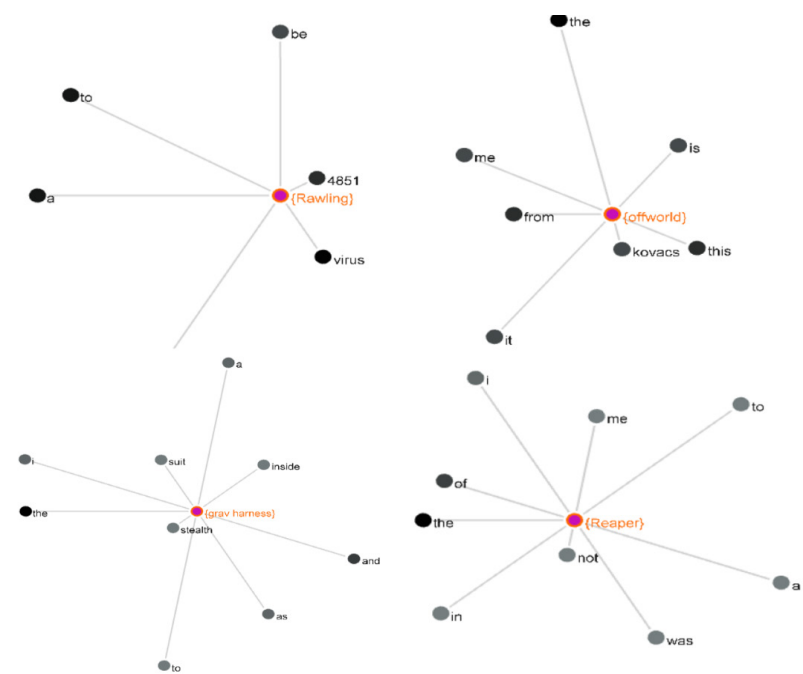 be
to
4851
a
{Rawling}
virus
the
me
is
from
{offworld}
kovacs
this
it
a
i
suit
inside
the
{grav harness}
stealth
and
as
to
i
me
to
of
the
{Reaper}
not
a
in
was